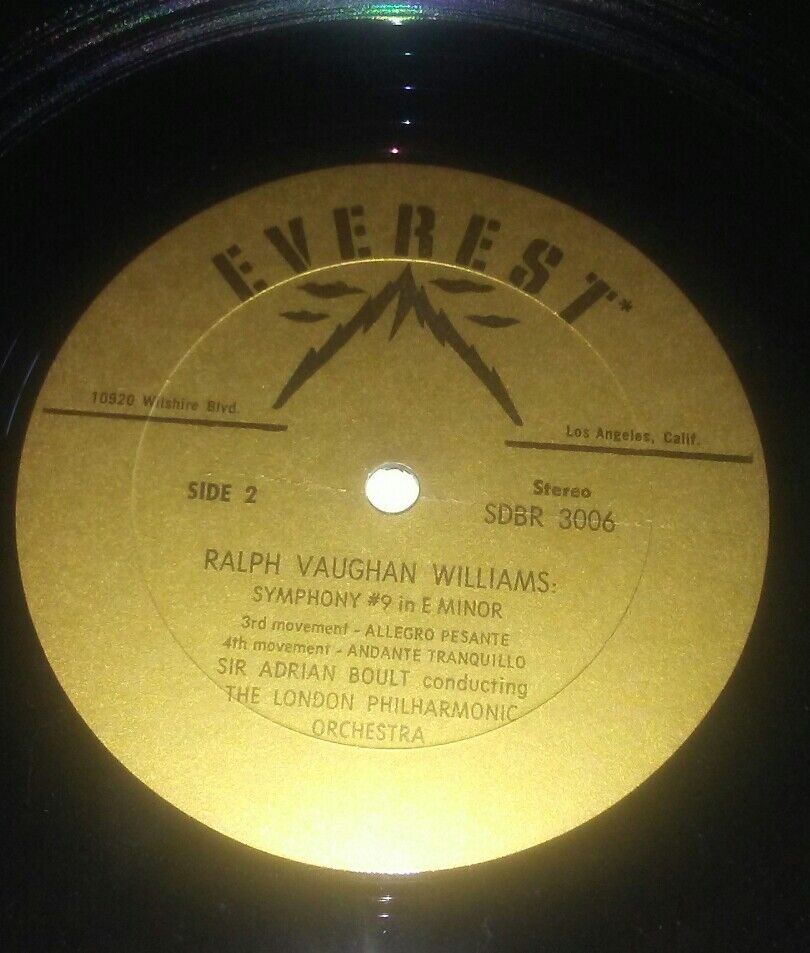 EVEREST*
10920 Wilshire Blvd.
Los Angeles, Calif.
SIDE 2
Stereo
SDBR 3006
RALPH VAUGHAN WILLIAMS:
SYMPHONY #9 in E MINOR
3rd movement - ALLEGRO PESANTE
4th movement - ANDANTE TRANQUILLO
SIR ADRIAN BOULT conducting
THE LONDON PHILHARMONIC
ORCHESTRA